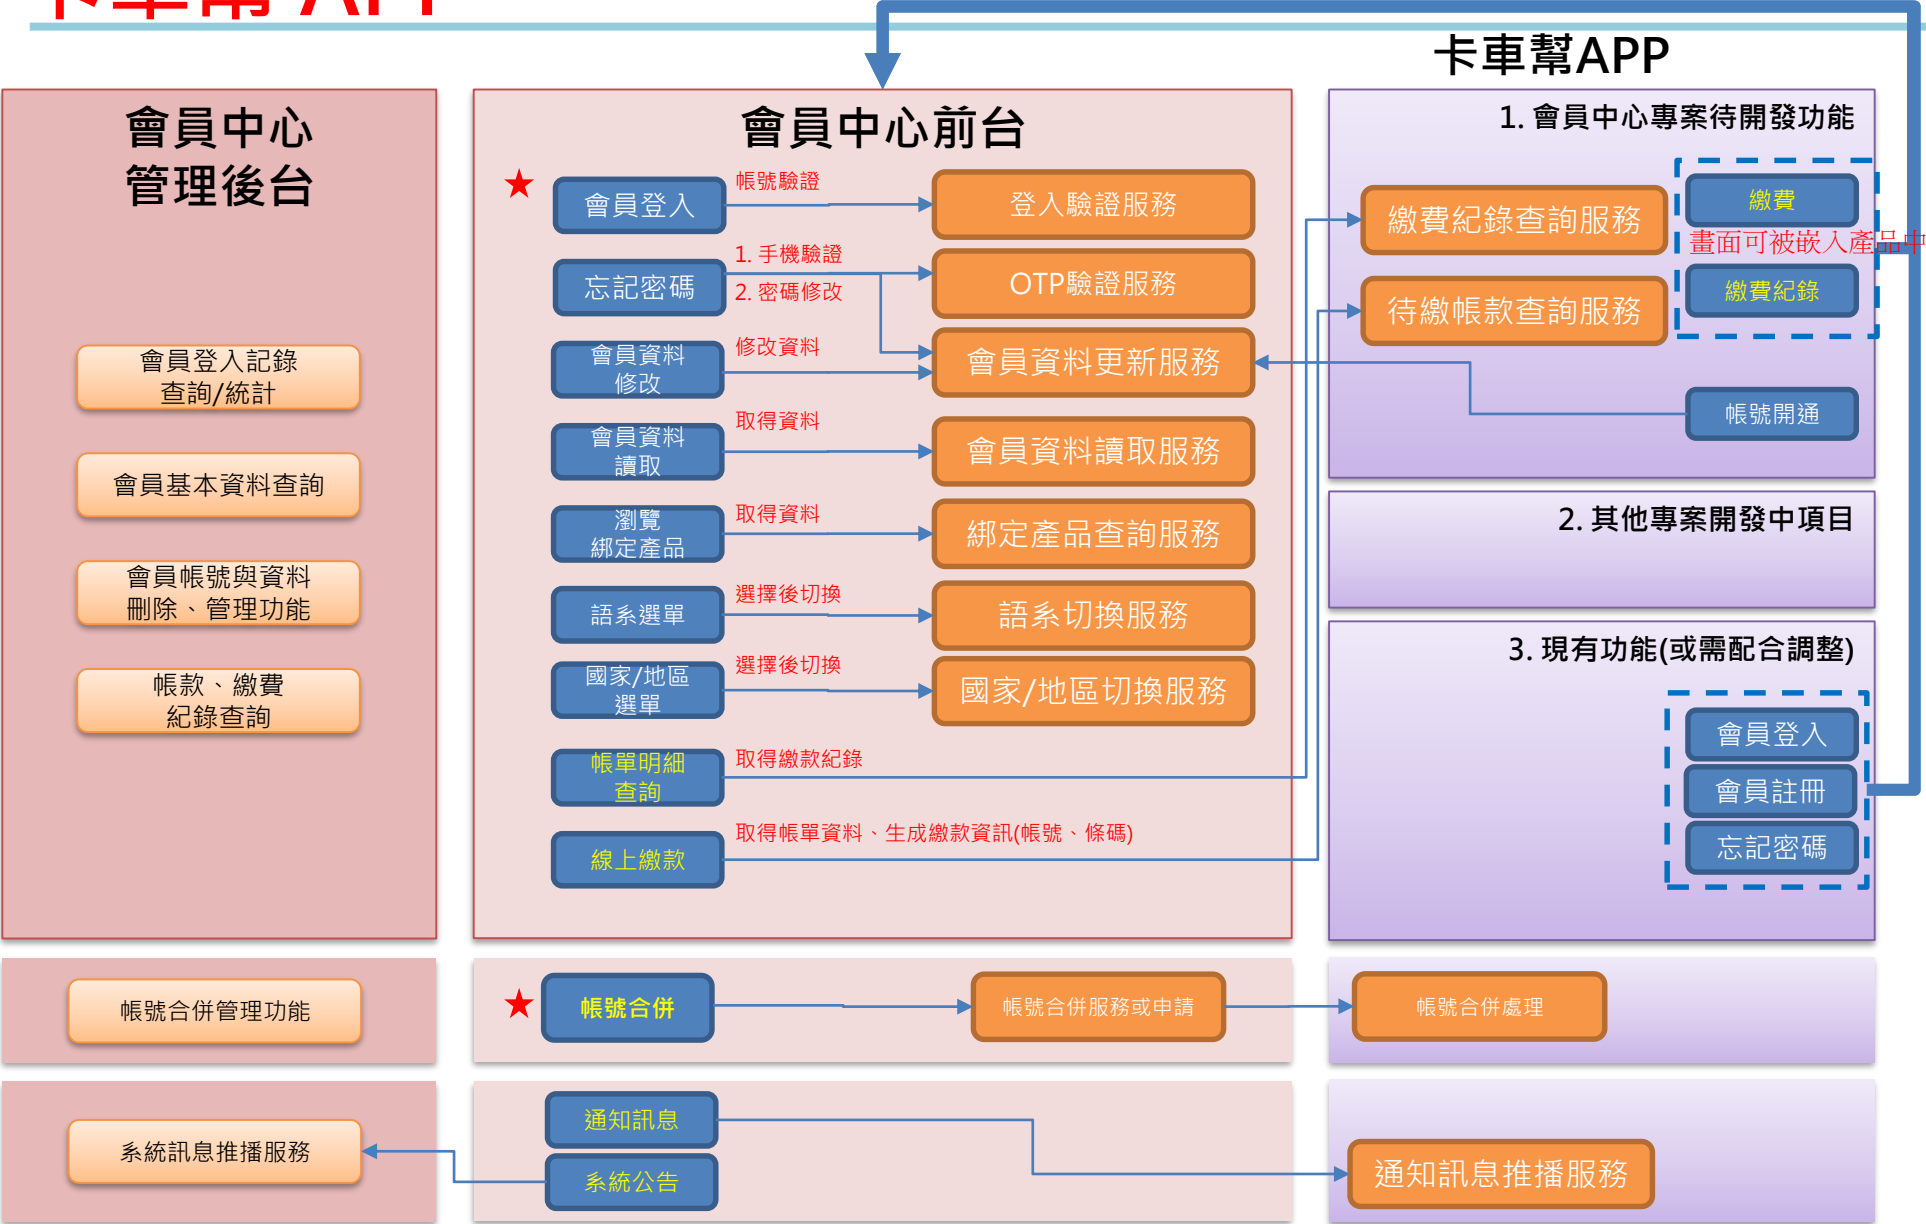 卡車幫 APP
卡車幫APP
會員中心
管理後台
會員登入記錄
查詢/統計
會員基本資料查詢
會員帳號與資料
刪除、管理功能
帳款、繳費
紀錄查詢
會員中心前台
會員登入
帳號驗證
登入驗證服務
忘記密碼
1. 手機驗證
2. 密碼修改
OTP驗證服務
會員資料
修改
修改資料
會員資料更新服務
會員資料
讀取
取得資料
會員資料讀取服務
瀏覽
綁定產品
取得資料
綁定產品查詢服務
語系選單
選擇後切換
語系切換服務
國家/地區
選單
選擇後切換
國家/地區切換服務
帳單明細
查詢
取得繳款紀錄
線上繳款
取得帳單資料、生成繳款資訊(帳號、條碼)
1. 會員中心專案待開發功能
繳費紀錄查詢服務
繳費
畫面可被嵌入產品中
繳費紀錄
待繳帳款查詢服務
帳號開通
2. 其他專案開發中項目
3. 現有功能(或需配合調整)
會員登入
會員註冊
忘記密碼
帳號合併管理功能
帳號合併
帳號合併服務或申請
帳號合併處理
系統訊息推播服務
通知訊息
系統公告
通知訊息推播服務